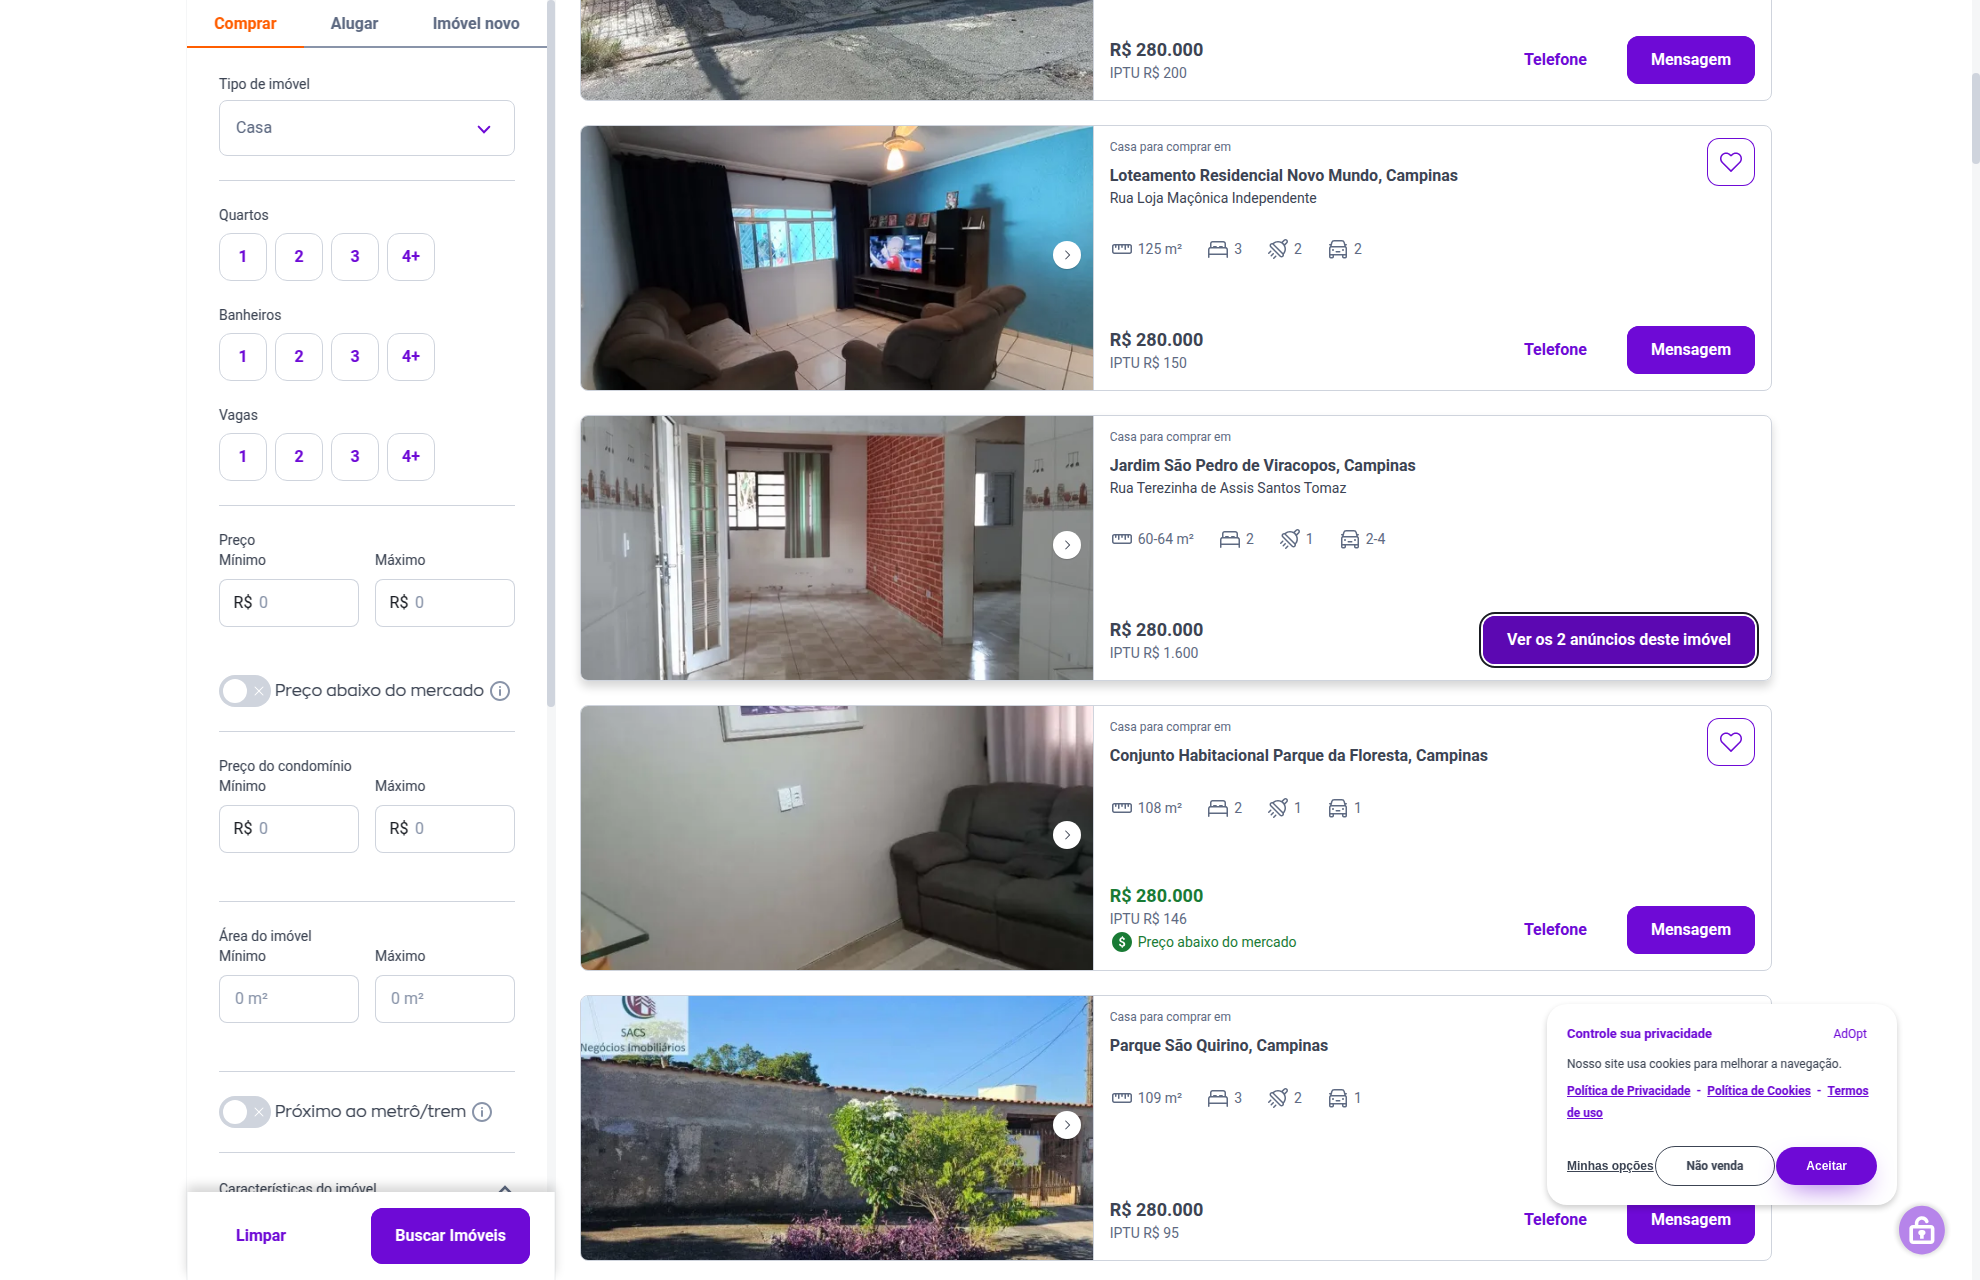 Comprar
Alugar
Imóvel novo
Tipo de imóvel
Casa
Quartos
1
2
3
4+
Banheiros
1
2
3
4+
Vagas
1
2
3
4+
Preço
Mínimo
Máximo
R$ 0
R$ 0
Preço abaixo do mercado
Preço do condomínio
Mínimo
Máximo
R$ 0
R$ 0
Área do imóvel
Mínimo
Máximo
0 m²
0 m²
Próximo ao metrô/trem
Características do imóvel
Limpar
Buscar Imóveis
R$ 280.000
IPTU R$ 200
Telefone
Mensagem
Casa para comprar em
Loteamento Residencial Novo Mundo, Campinas
Rua Loja Maçônica Independente
125 m²
3
2
2
R$ 280.000
IPTU R$ 150
Telefone
Mensagem
Casa para comprar em
Jardim São Pedro de Viracopos, Campinas
Rua Terezinha de Assis Santos Tomaz
60-64 m²
2
1
2-4
R$ 280.000
IPTU R$ 1.600
Ver os 2 anúncios deste imóvel
Casa para comprar em
Conjunto Habitacional Parque da Floresta, Campinas
108 m²
2
1
1
R$ 280.000
IPTU R$ 146
$ Preço abaixo do mercado
Telefone
Mensagem
SACS
Negócios Imobiliários
Casa para comprar em
Parque São Quirino, Campinas
109 m²
3
2
1
R$ 280.000
IPTU R$ 95
Telefone
Mensagem
Controle sua privacidade
AdOpt
Nosso site usa cookies para melhorar a navegação.
Política de Privacidade - Política de Cookies - Termos
de uso
Minhas opções
Não venda
Aceitar